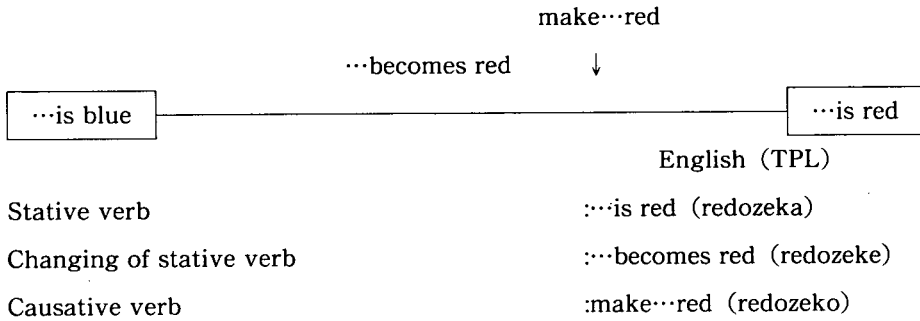 make…red
…becomes red ↓
…is blue …is red
English (TPL)
Stative verb :…is red (redozeka)
Changing of stative verb :…becomes red (redozeke)
Causative verb :make…red (redozeko)